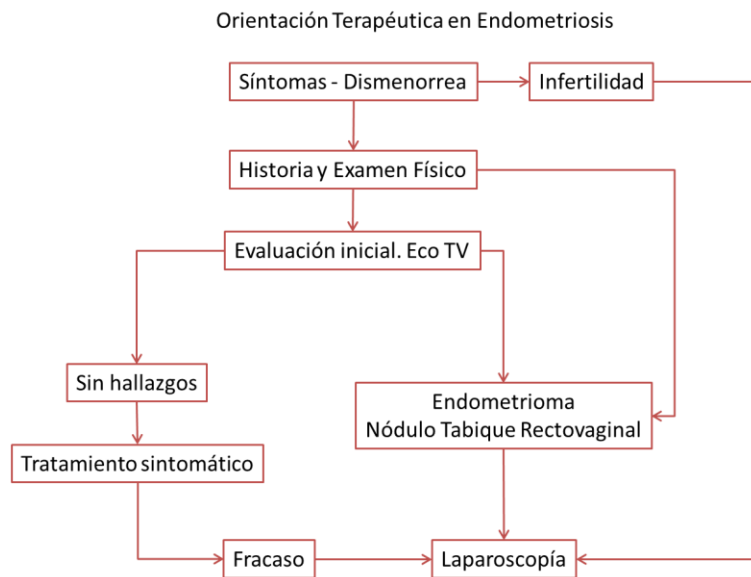 Orientación Terapéutica en Endometriosis
Síntomas - Dismenorrea
Infertilidad
Historia y Examen Físico
Evaluación inicial. Eco TV
Sin hallazgos
Endometrioma
Nódulo Tabique Rectovaginal
Tratamiento sintomático
Fracaso
Laparoscopía